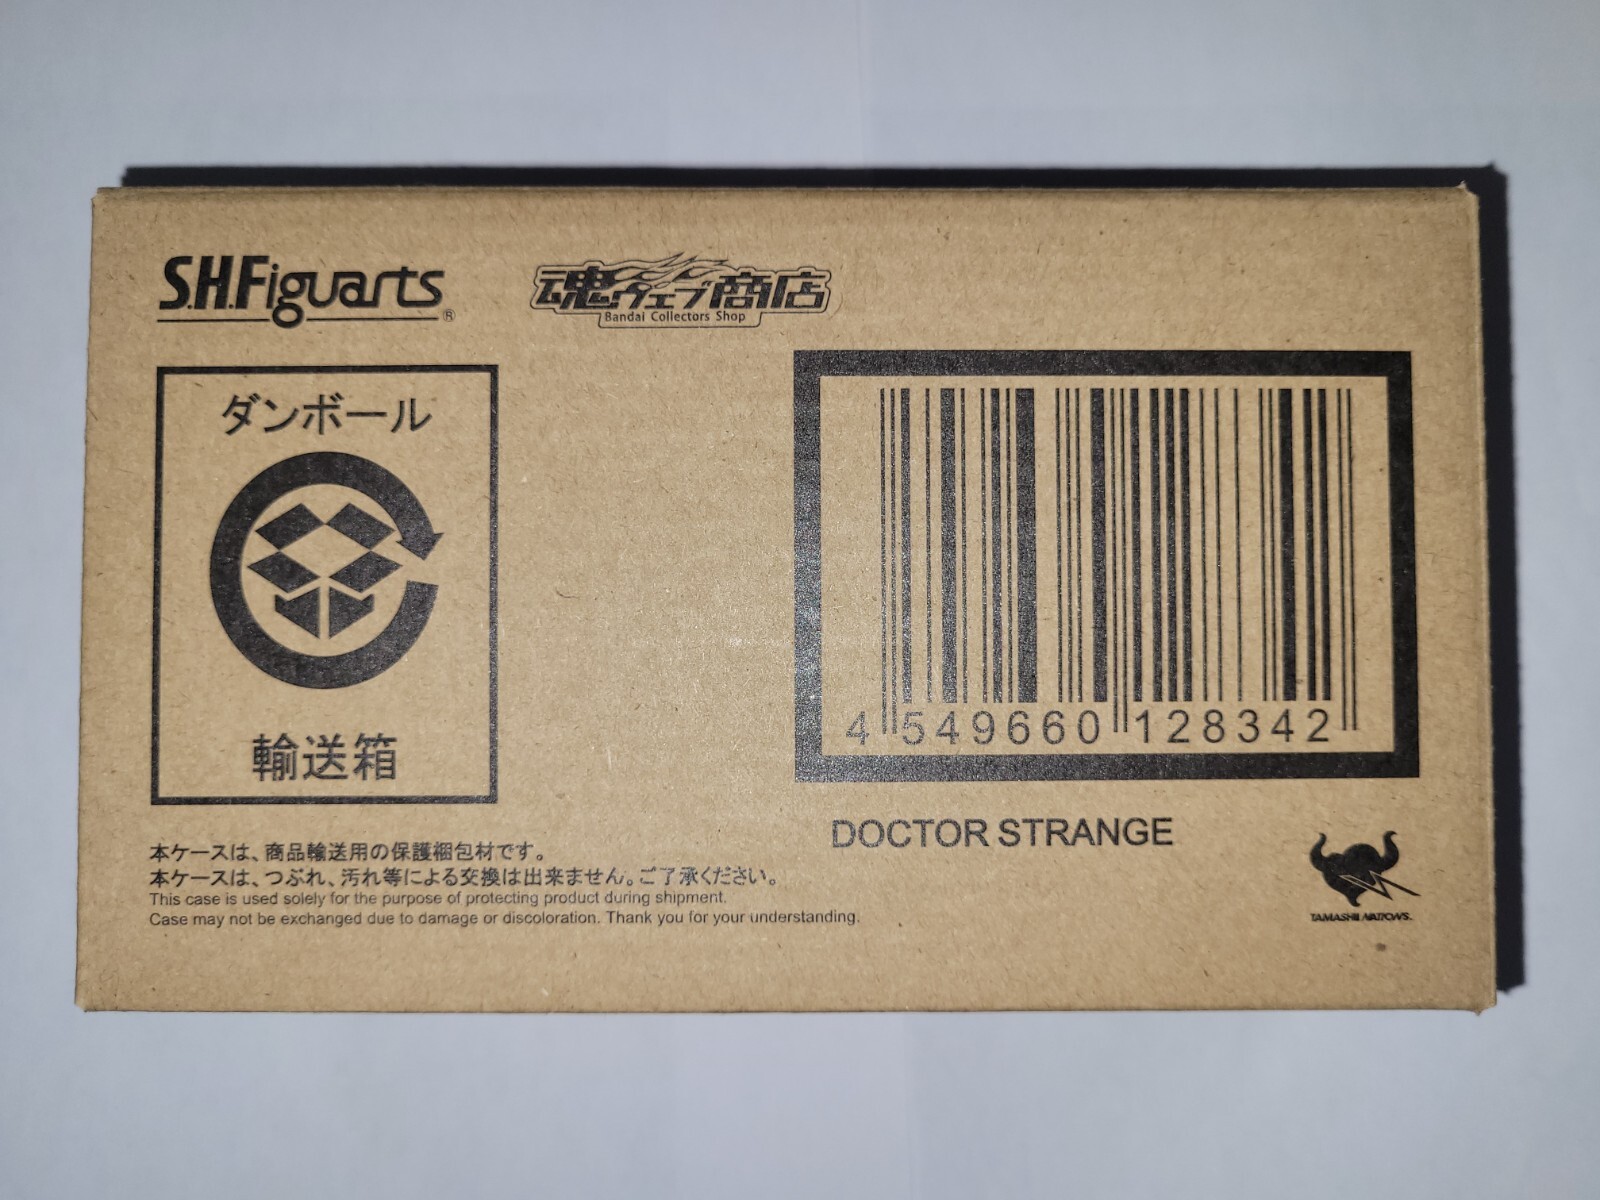 S.H.Figuarts®
魂ウェブ商店
Bandai Collectors Shop
ダンボール
輸送箱
4 549660 128342
DOCTOR STRANGE
本ケースは、商品輸送用の保護梱包材です。
本ケースは、つぶれ、汚れ等による交換は出来ません。ご了承ください。
This case is used solely for the purpose of protecting product during shipment.
Case may not be exchanged due to damage or discoloration. Thank you for your understanding.
TAMASHII NATIONS.